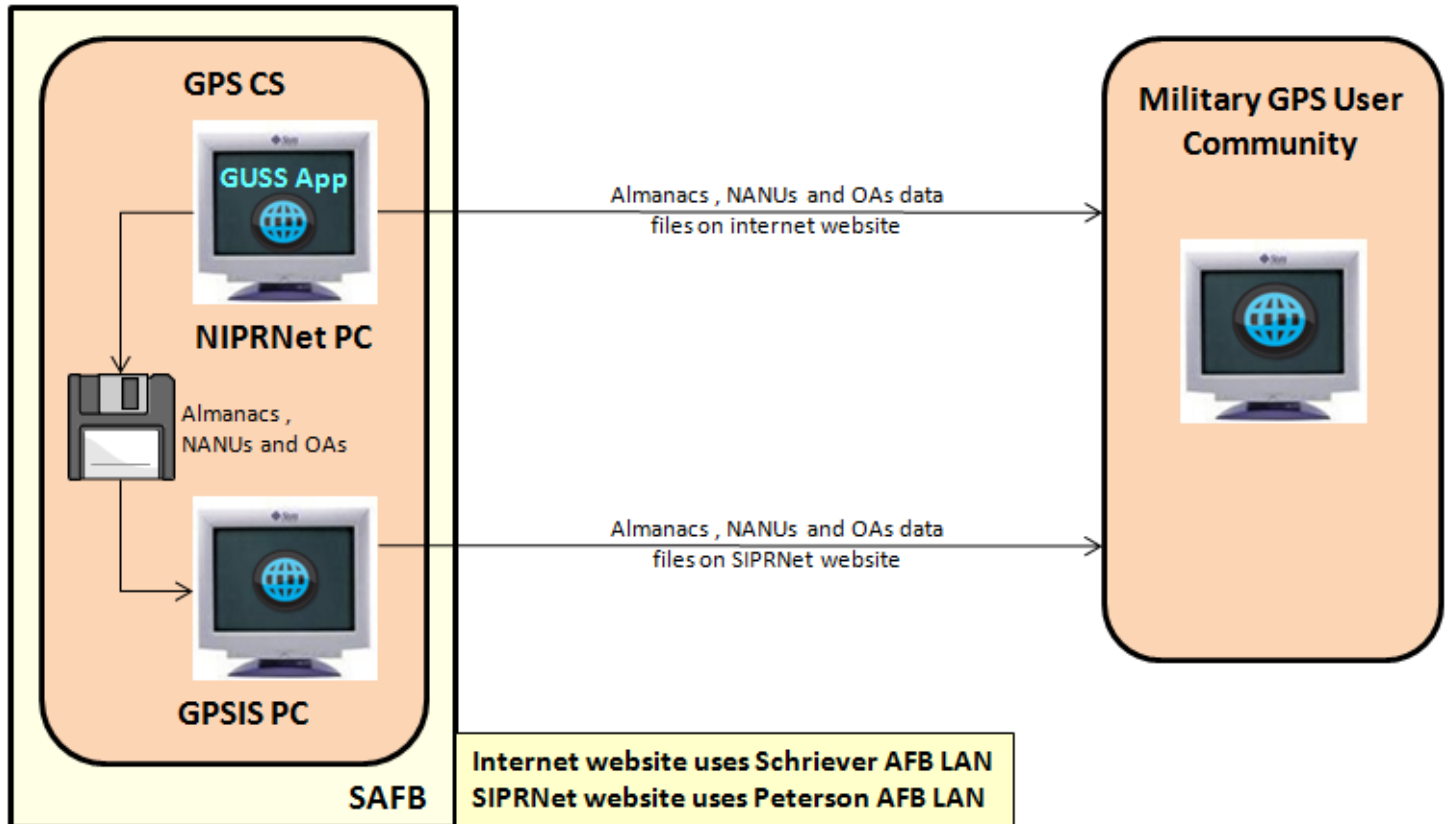 GPS CS
GUSS App
NIPRNet PC
Almanacs ,
NANUs and OAs
GPSIS PC
SAFB
Almanacs , NANUs and OAs data
files on internet website
Almanacs , NANUs and OAs data
files on SIPRNet website
Military GPS User
Community
Internet website uses Schriever AFB LAN
SIPRNet website uses Peterson AFB LAN